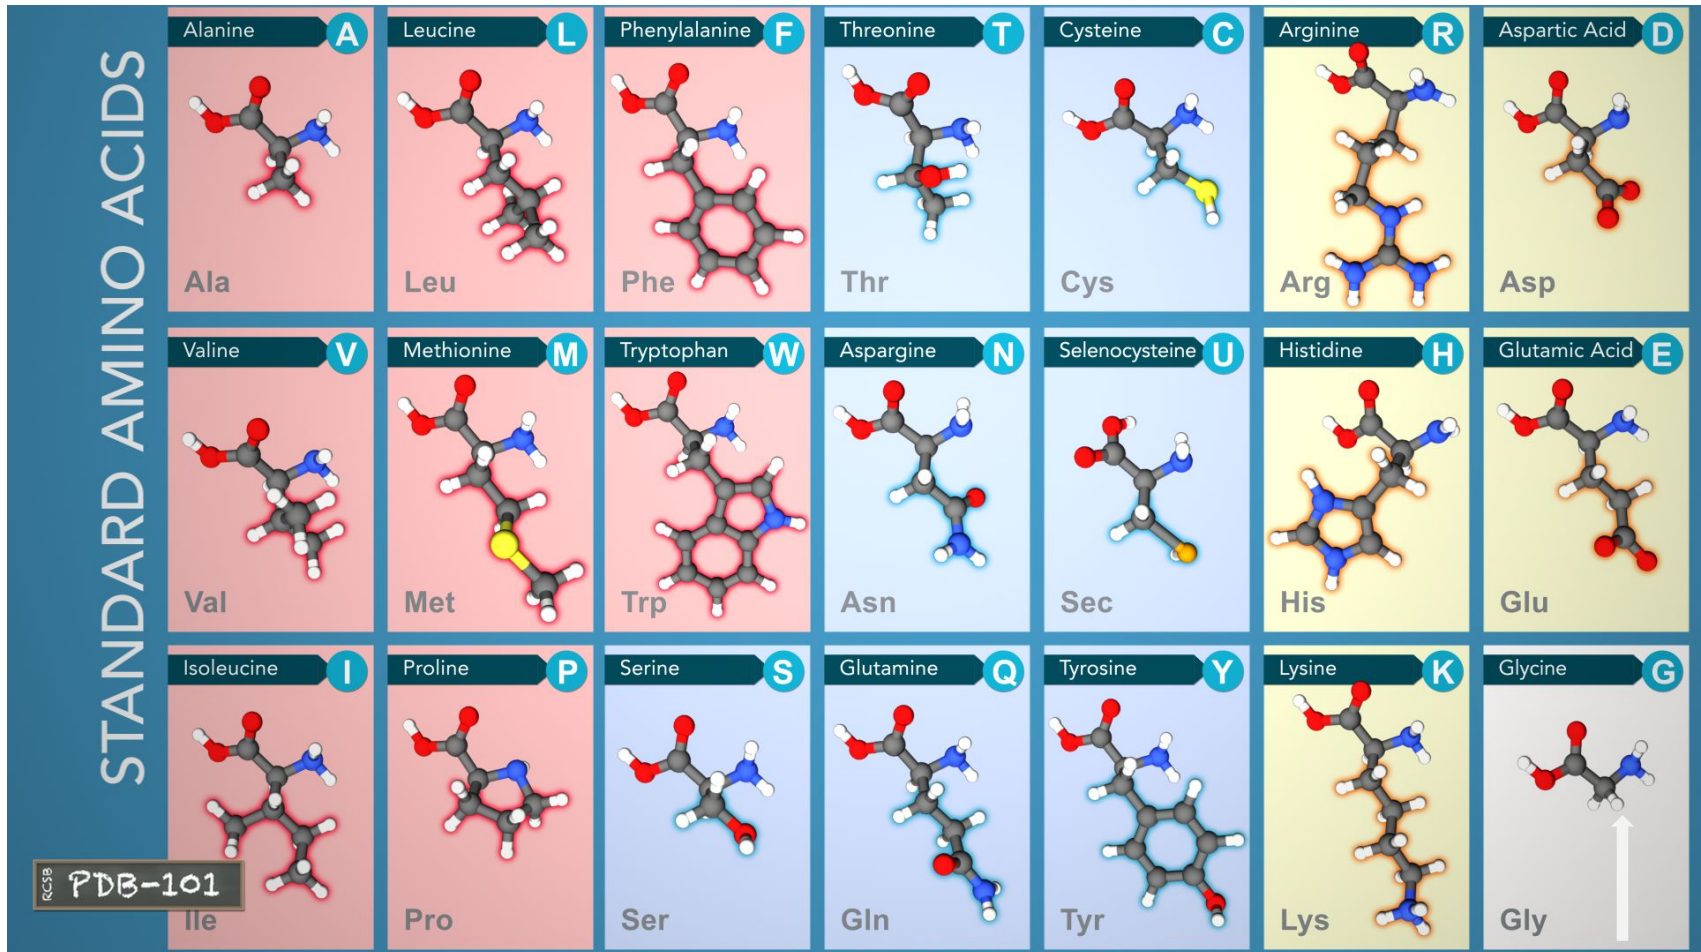 STANDARD AMINO ACIDS
Alanine A
Ala
Leucine L
Leu
Phenylalanine F
Phe
Threonine T
Thr
Cysteine C
Cys
Arginine R
Arg
Aspartic Acid D
Asp
Valine V
Val
Methionine M
Met
Tryptophan W
Trp
Aspargine N
Asn
Selenocysteine U
Sec
Histidine H
His
Glutamic Acid E
Glu
Isoleucine I
Ile
Proline P
Pro
Serine S
Ser
Glutamine Q
Gln
Tyrosine Y
Tyr
Lysine K
Lys
Glycine G
Gly
RCSB
PDB-101